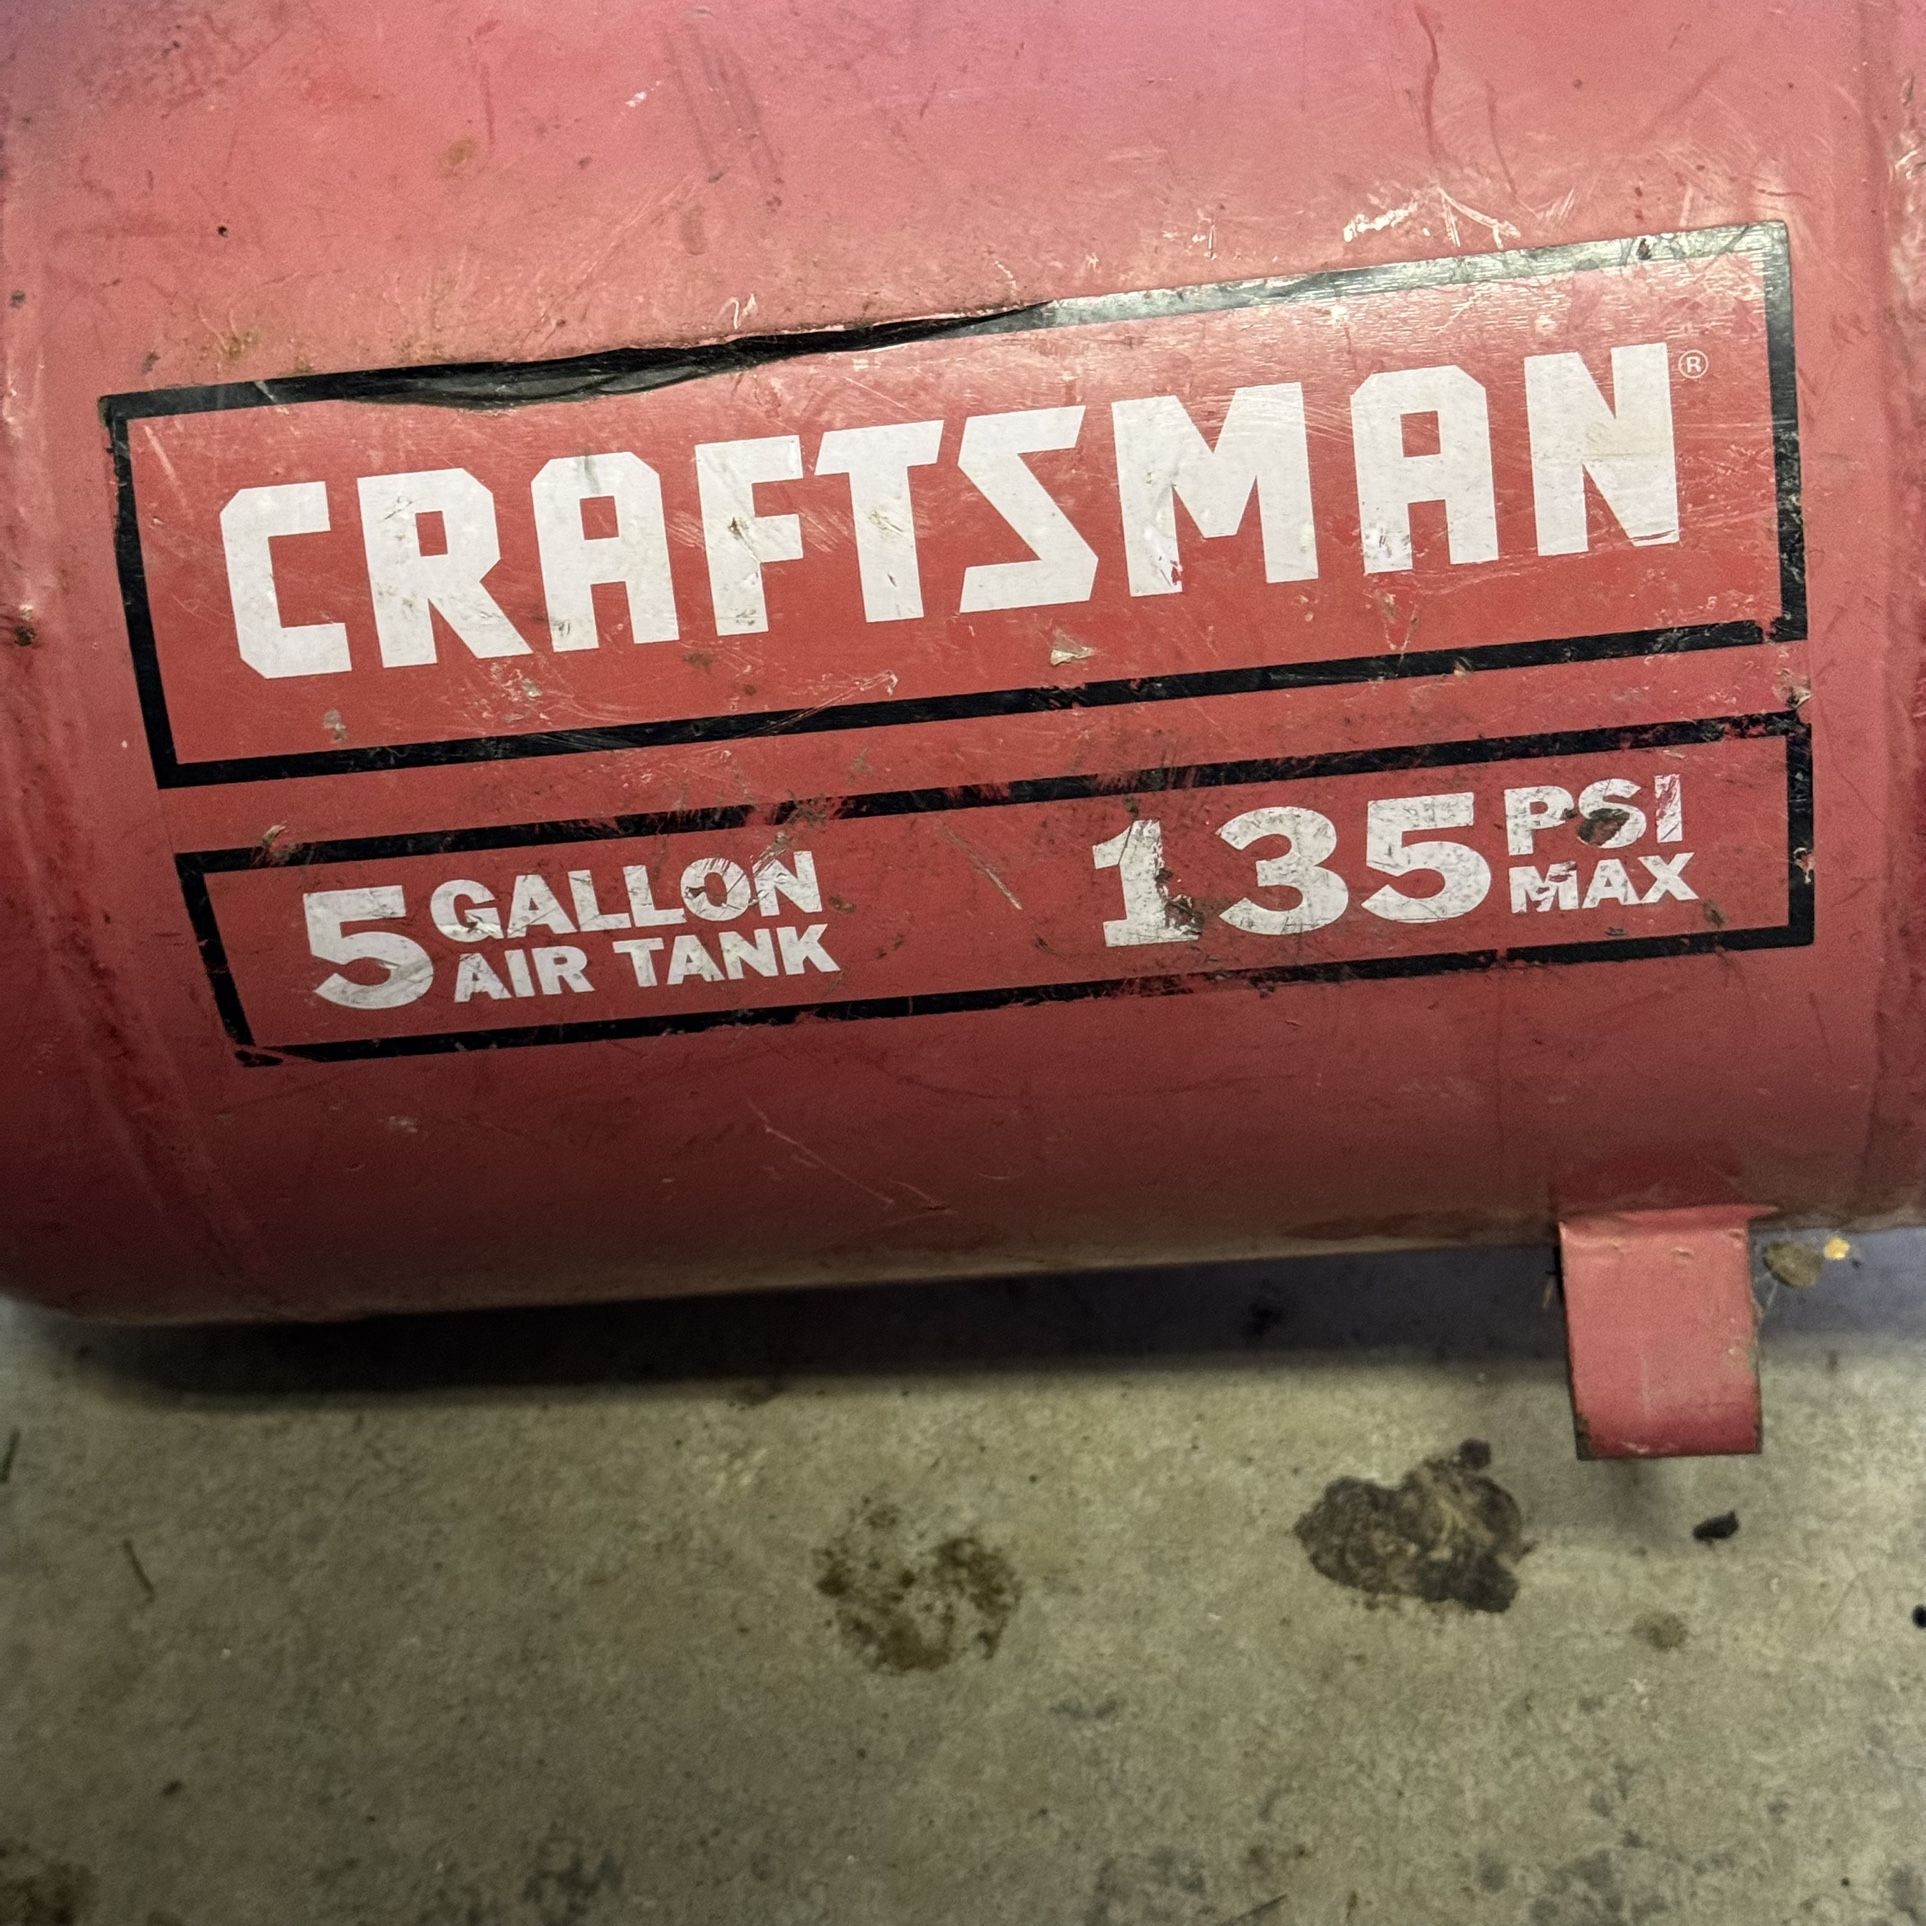 CRAFTSMAN®
5 GALLON
AIR TANK
135 PSI
MAX